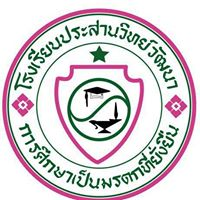 โรงเรียนประสานวิทย์วัฒนา
การศึกษาเป็นมรดกที่ยั่งยืน